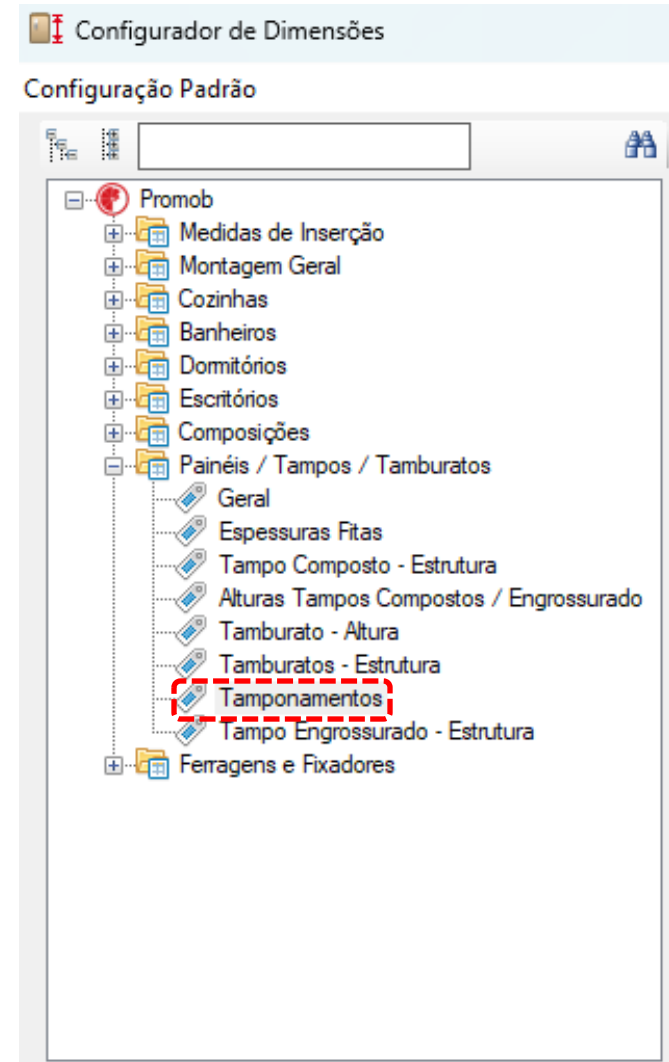 Configurador de Dimensões
Configuração Padrão
Promob
Medidas de Inserção
Montagem Geral
Cozinhas
Banheiros
Dormitórios
Escritórios
Composições
Painéis / Tampos / Tamburatos
Geral
Espessuras Fitas
Tampo Composto - Estrutura
Alturas Tampos Compostos / Engrossurado
Tamburato - Altura
Tamburatos - Estrutura
Tamponamentos
Tampo Engrossurado - Estrutura
Ferragens e Fixadores